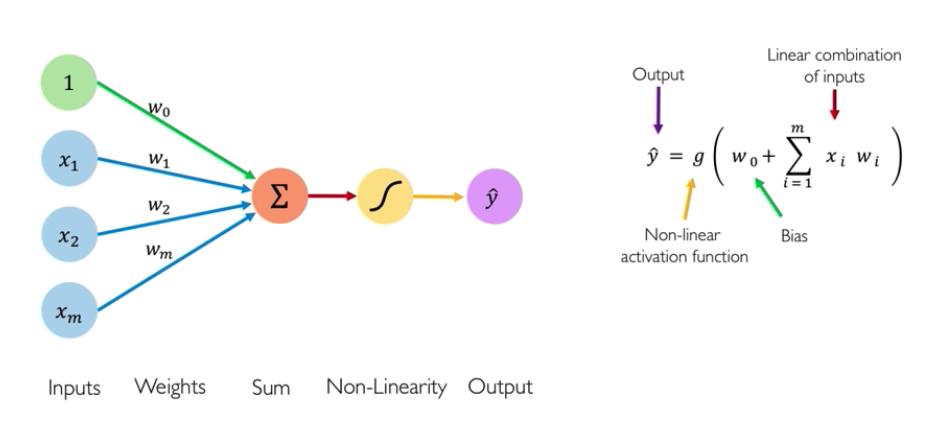 1
w₀
x₁
w₁
x₂
w₂
wₘ
xₘ
Σ
∫
ŷ
Inputs Weights Sum Non-Linearity Output
Linear combination
of inputs
Output
ŷ = g ( w₀ + ∑ᵢ₌₁ᵐ xᵢ wᵢ )
Non-linear
activation function
Bias